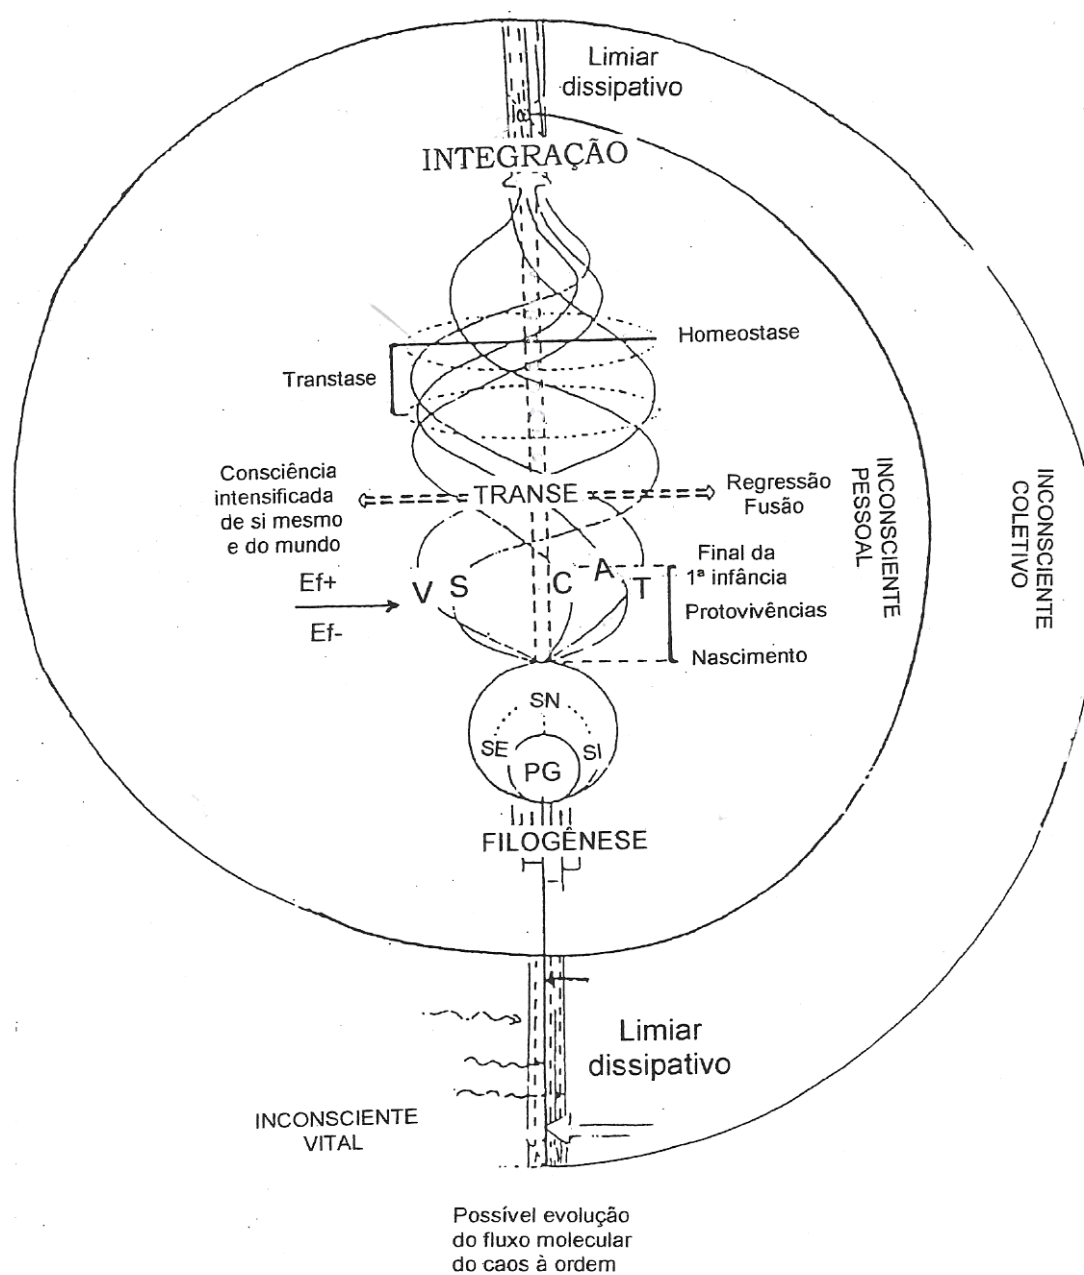 Limiar
dissipativo
INTEGRAÇÃO
Homeostase
Transtase
Consciência
intensificada
de si mesmo
e do mundo
TRANSE
Regressão
Fusão
INCONSCIENTE
PESSOAL
INCONSCIENTE
COLETIVO
Ef+
Ef-
V S C A T
Final da
1ª infância
Protovivências
Nascimento
SN
SE
SI
PG
FILOGÊNESE
Limiar
dissipativo
INCONSCIENTE
VITAL
Possível evolução
do fluxo molecular
do caos à ordem